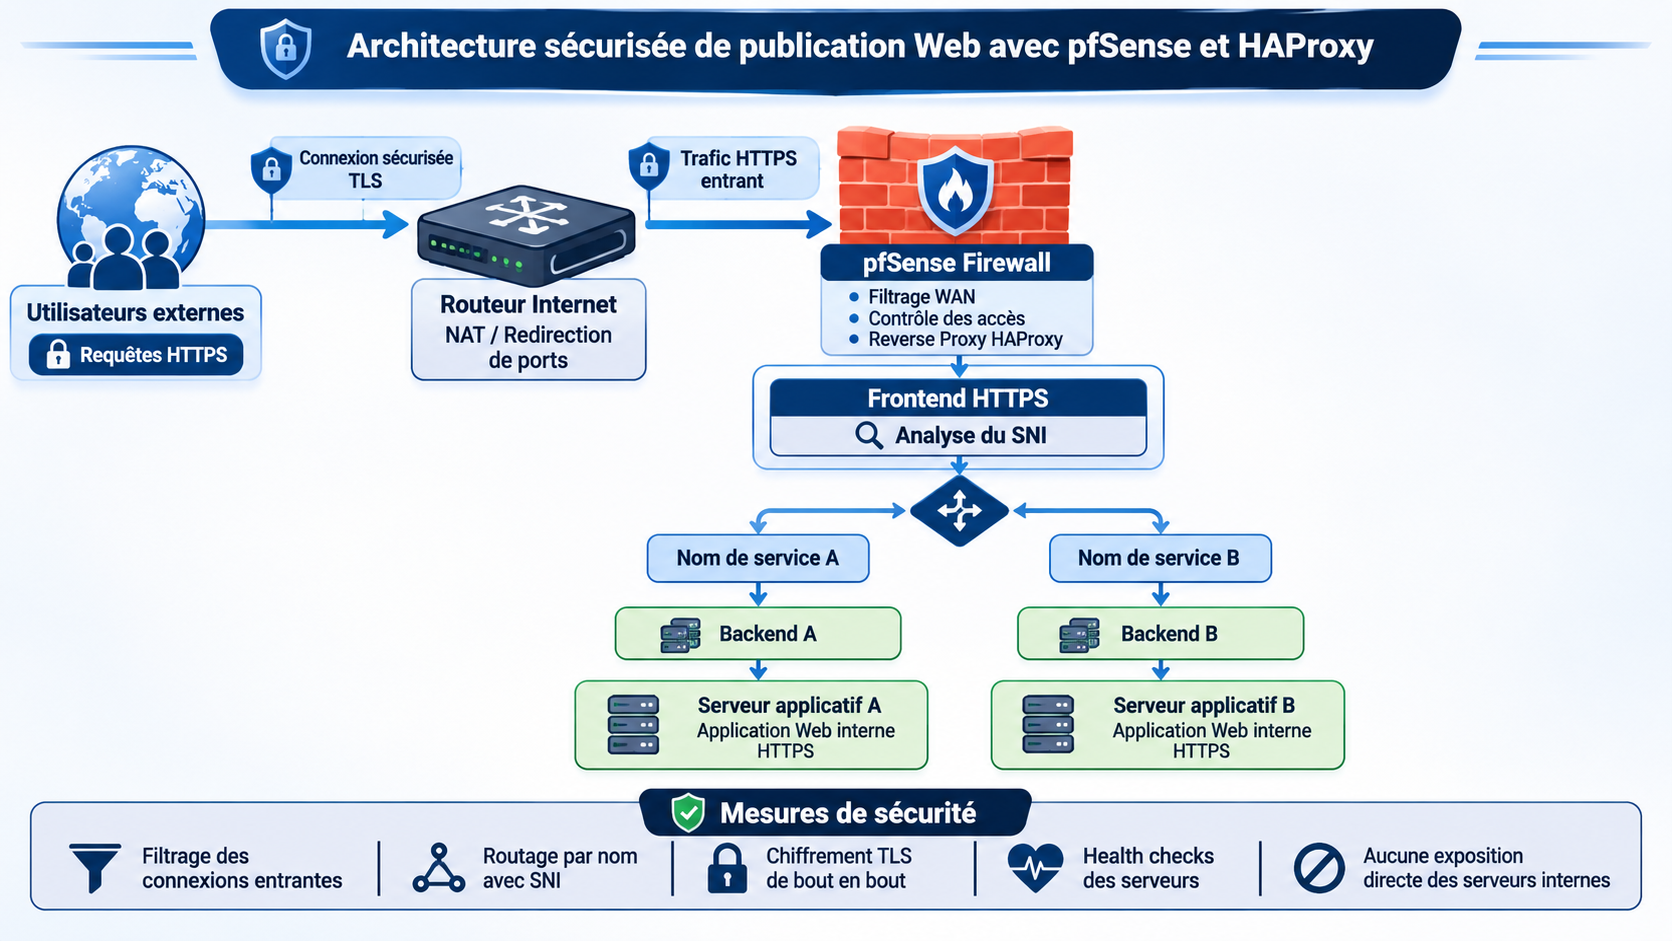 Architecture sécurisée de publication Web avec pfSense et HAProxy
Connexion sécurisée
TLS
Trafic HTTPS
entrant
Utilisateurs externes
Requêtes HTTPS
Routeur Internet
NAT / Redirection
de ports
pfSense Firewall
Filtrage WAN
Contrôle des accès
Reverse Proxy HAProxy
Frontend HTTPS
Analyse du SNI
Nom de service A
Nom de service B
Backend A
Backend B
Serveur applicatif A
Application Web interne
HTTPS
Serveur applicatif B
Application Web interne
HTTPS
Mesures de sécurité
Filtrage des
connexions entrantes
Routage par nom
avec SNI
Chiffrement TLS
de bout en bout
Health checks
des serveurs
Aucune exposition
directe des serveurs internes